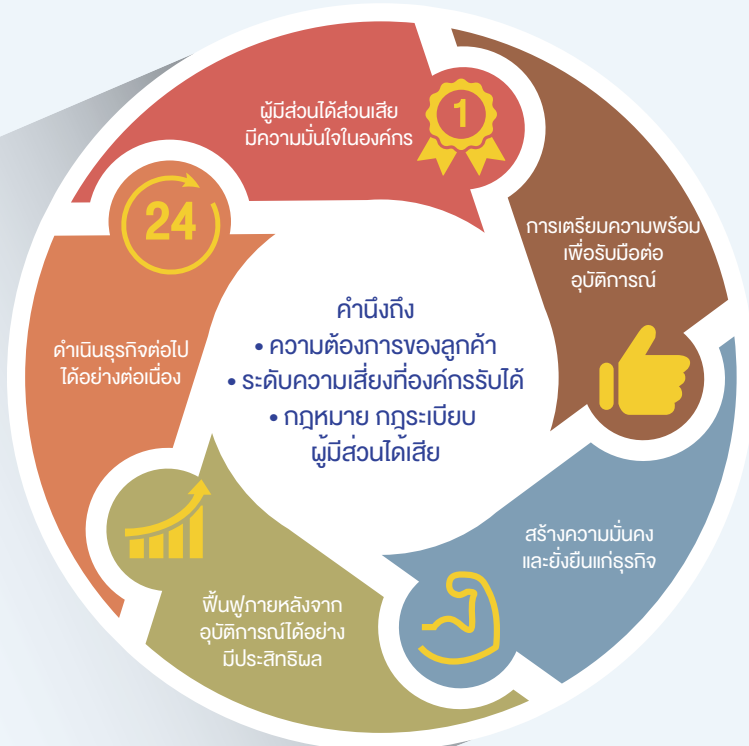 ผู้มีส่วนได้ส่วนเสีย
มีความมั่นใจในองค์กร
1
การเตรียมความพร้อม
เพื่อรับมือต่อ
อุบัติการณ์
24
ดำเนินธุรกิจต่อไป
ได้อย่างต่อเนื่อง
คำนึงถึง
• ความต้องการของลูกค้า
• ระดับความเสี่ยงที่องค์กรรับได้
• กฎหมาย กฎระเบียบ
ผู้มีส่วนได้เสีย
สร้างความมั่นคง
และยั่งยืนแก่ธุรกิจ
ฟื้นฟูภายหลังจาก
อุบัติการณ์ได้อย่าง
มีประสิทธิผล